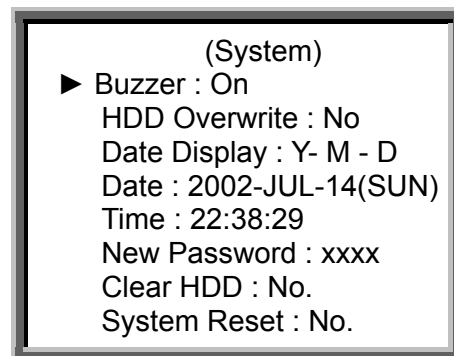 (System)
► Buzzer : On
HDD Overwrite : No
Date Display : Y- M - D
Date : 2002-JUL-14(SUN)
Time : 22:38:29
New Password : xxxx
Clear HDD : No.
System Reset : No.